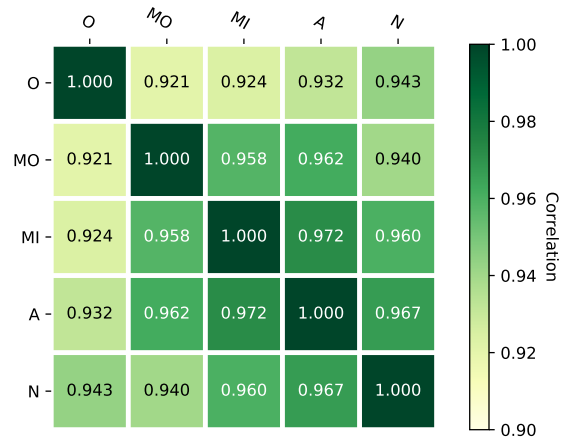 O MO MI A N
O 1.000 0.921 0.924 0.932 0.943
MO 0.921 1.000 0.958 0.962 0.940
MI 0.924 0.958 1.000 0.972 0.960
A 0.932 0.962 0.972 1.000 0.967
N 0.943 0.940 0.960 0.967 1.000
1.00
0.98
0.96
0.94
0.92
0.90
Correlation